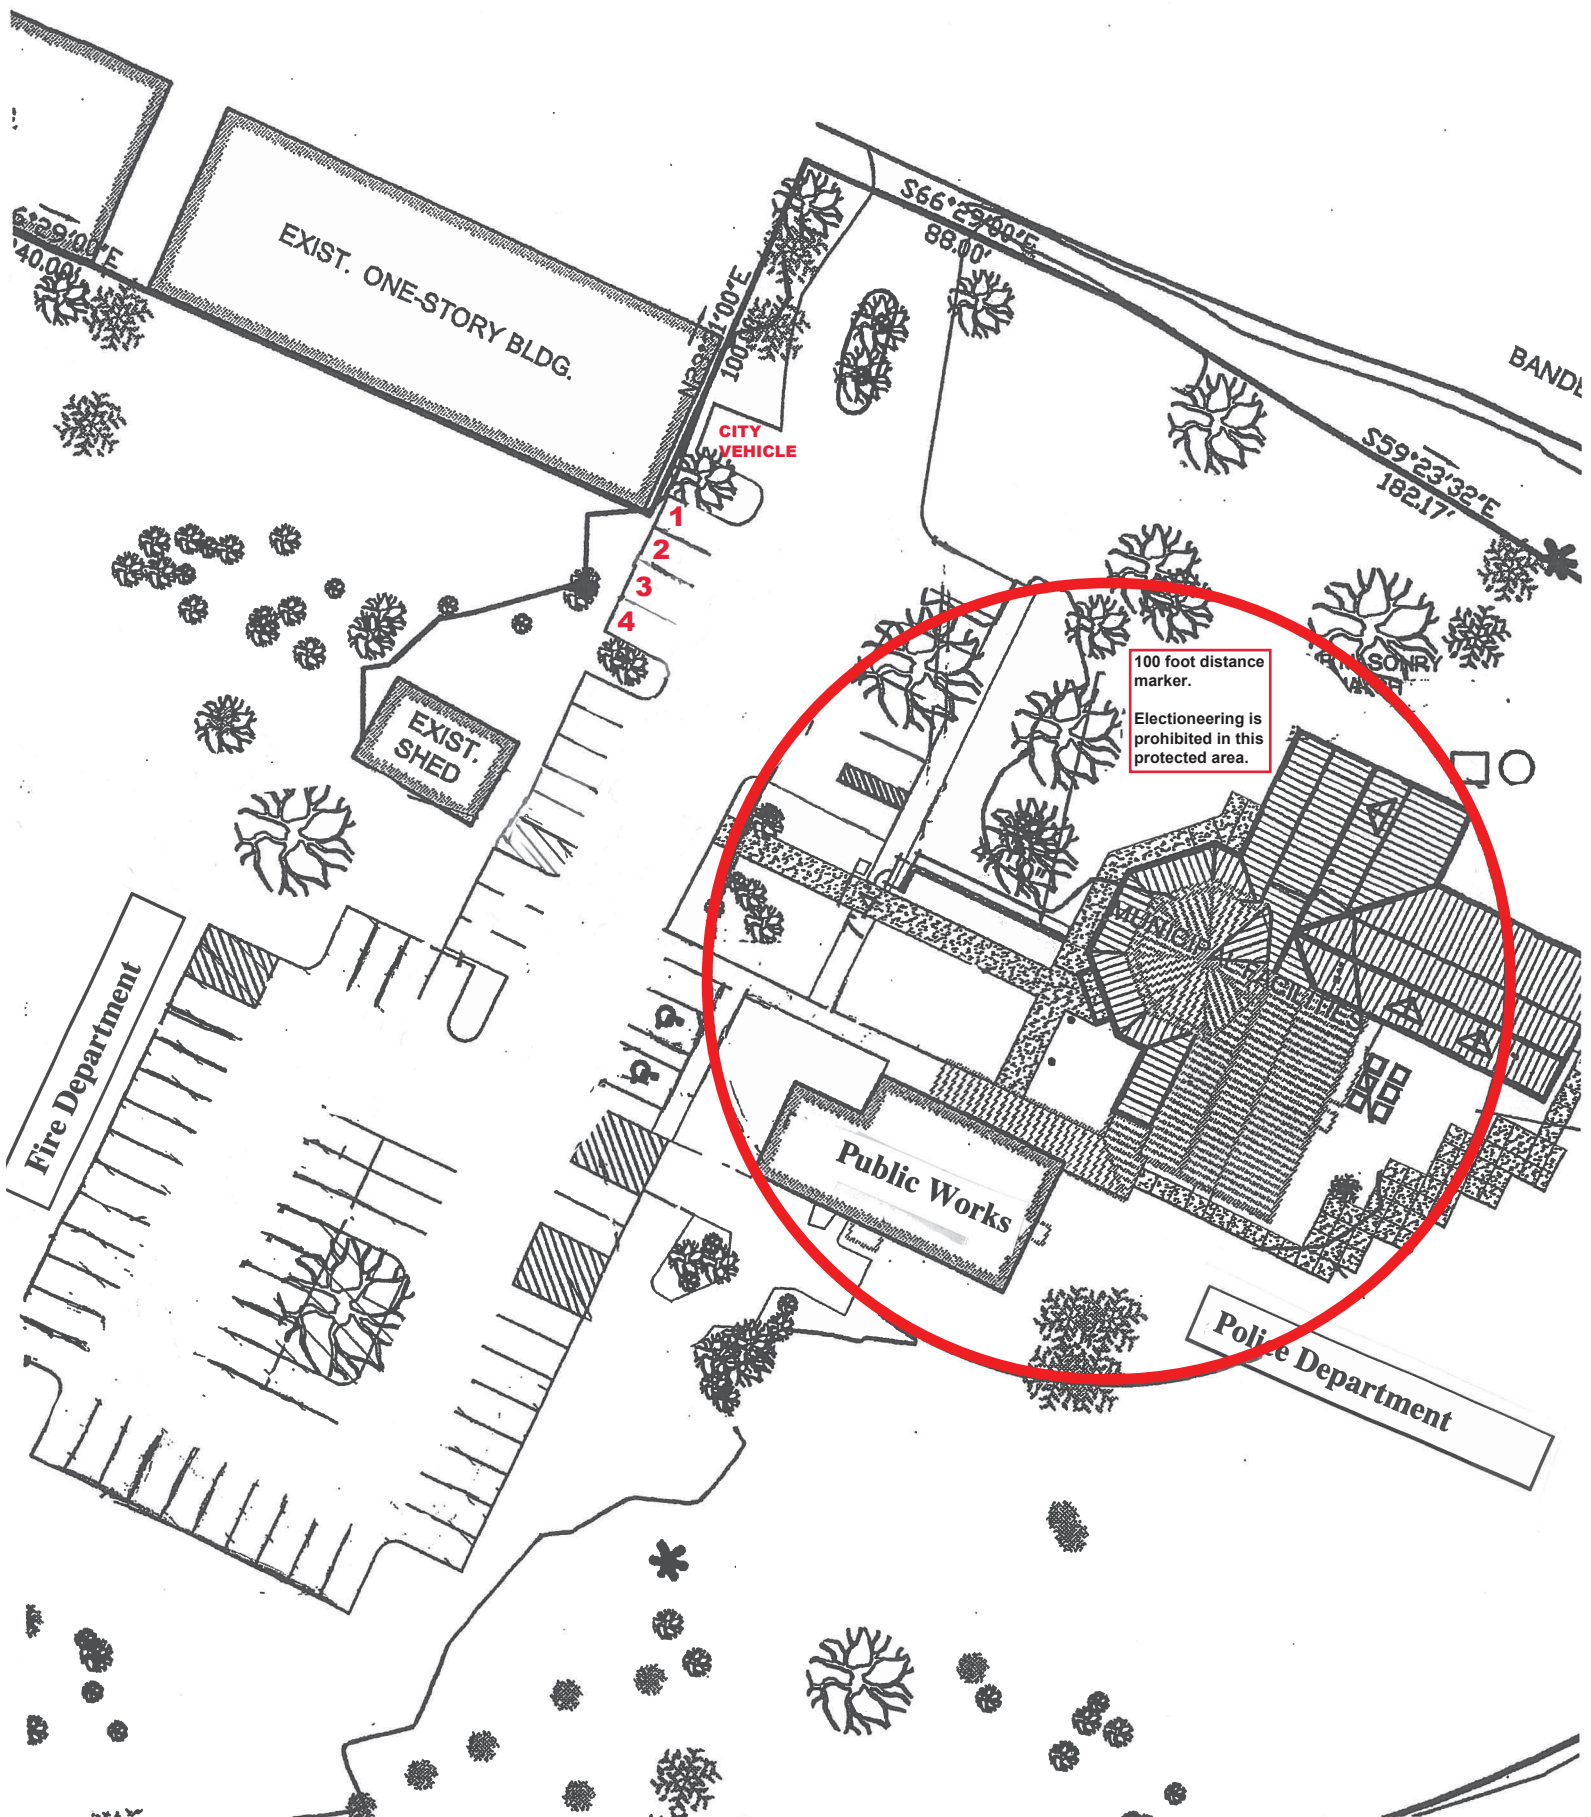 EXIST. ONE-STORY BLDG.
S66°29'00"E
88.00'
100
S59°23'32"E
182.17'
CITY
VEHICLE
1
2
3
4
EXIST.
SHED
100 foot distance
marker.
Electioneering is
prohibited in this
protected area.
MUNICIP
FACILITIES
Fire Department
Public Works
Police Department